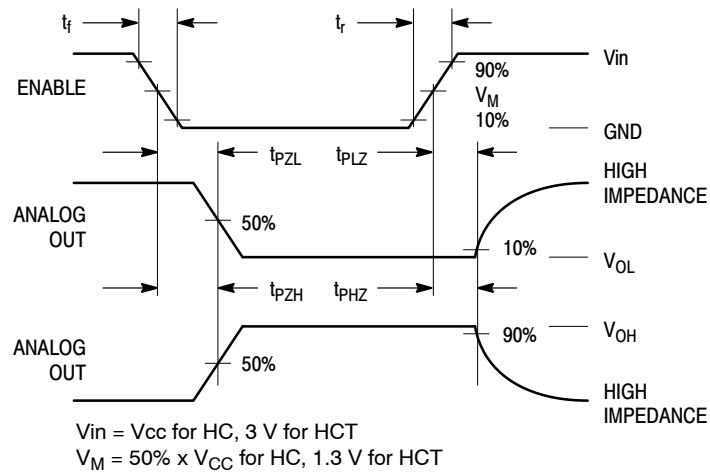 tf
tr
Vin
ENABLE
90%
VM
10%
GND
tPZL
tPLZ
HIGH
IMPEDANCE
ANALOG
OUT
50%
10%
VOL
tPZH
tPHZ
VOH
ANALOG
OUT
90%
50%
HIGH
IMPEDANCE
Vin = Vcc for HC, 3 V for HCT
VM = 50% x VCC for HC, 1.3 V for HCT